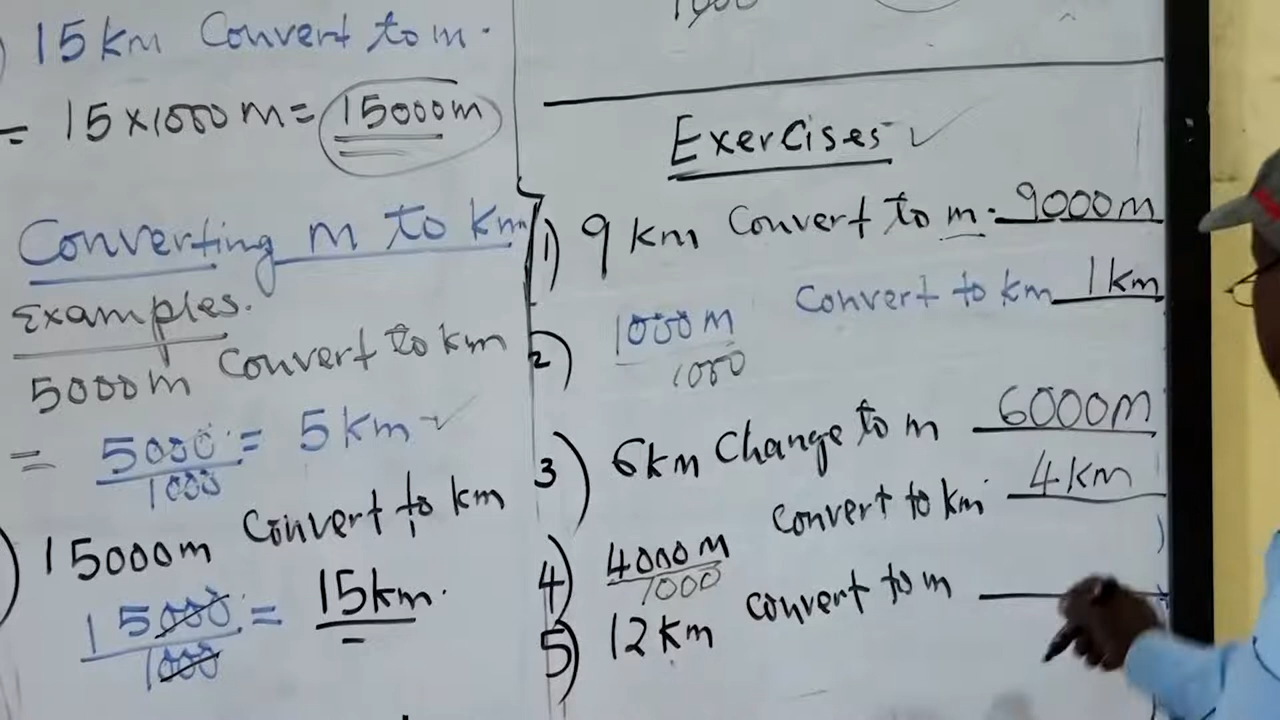 15km Convert to m.
= 15×1000m = 15000m
Converting m to km
Examples.
5000m Convert to km
= 5000/1000 = 5km ✓
15000m Convert to km
15000/1000 = 15km.
1000
Exercises ✓
1) 9km Convert to m. 9000m
2) 1000m/1000 Convert to km 1km
3) 6km Change to m 6000m
4) 4000m/1000 Convert to km 4km
5) 12km Convert to m